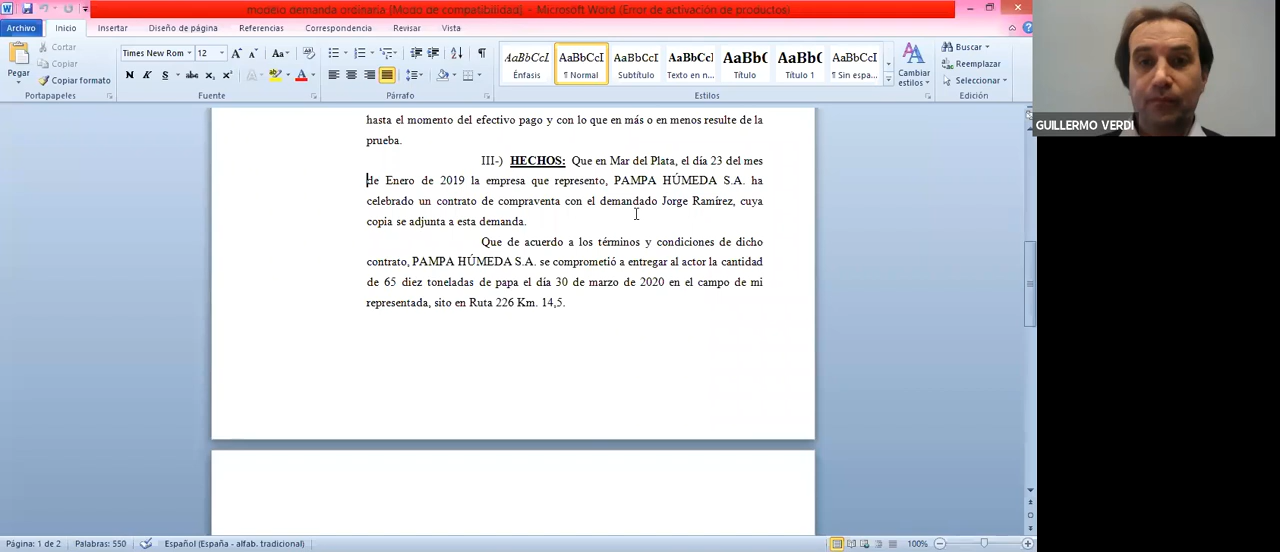 modelo demanda ordinaria [Modo de compatibilidad] - Microsoft Word (Error de activación de productos)
Archivo Inicio Insertar Diseño de página Referencias Correspondencia Revisar Vista
Pegar
Cortar
Copiar
Copiar formato
Portapapeles
Times New Rom 12
N K S abc x₂ x² A
Fuente
Párrafo
AaBbCcI Énfasis
AaBbCcI ¶ Normal
AaBbCcI Subtítulo
AaBbCcI Texto en n...
AaBb( Título
AaBbC Título 1
AaBbCcI ¶ Sin espa...
Cambiar estilos
Estilos
Buscar
Reemplazar
Seleccionar
Edición
GUILLERMO VERDI
hasta el momento del efectivo pago y con lo que en más o en menos resulte de la
prueba.
III-) HECHOS: Que en Mar del Plata, el día 23 del mes
de Enero de 2019 la empresa que represento, PAMPA HÚMEDA S.A. ha
celebrado un contrato de compraventa con el demandado Jorge Ramírez, cuya
copia se adjunta a esta demanda.
Que de acuerdo a los términos y condiciones de dicho
contrato, PAMPA HÚMEDA S.A. se comprometió a entregar al actor la cantidad
de 65 diez toneladas de papa el día 30 de marzo de 2020 en el campo de mi
representada, sito en Ruta 226 Km. 14,5.
Página: 1 de 2 Palabras: 550 Español (España - alfab. tradicional) 100%